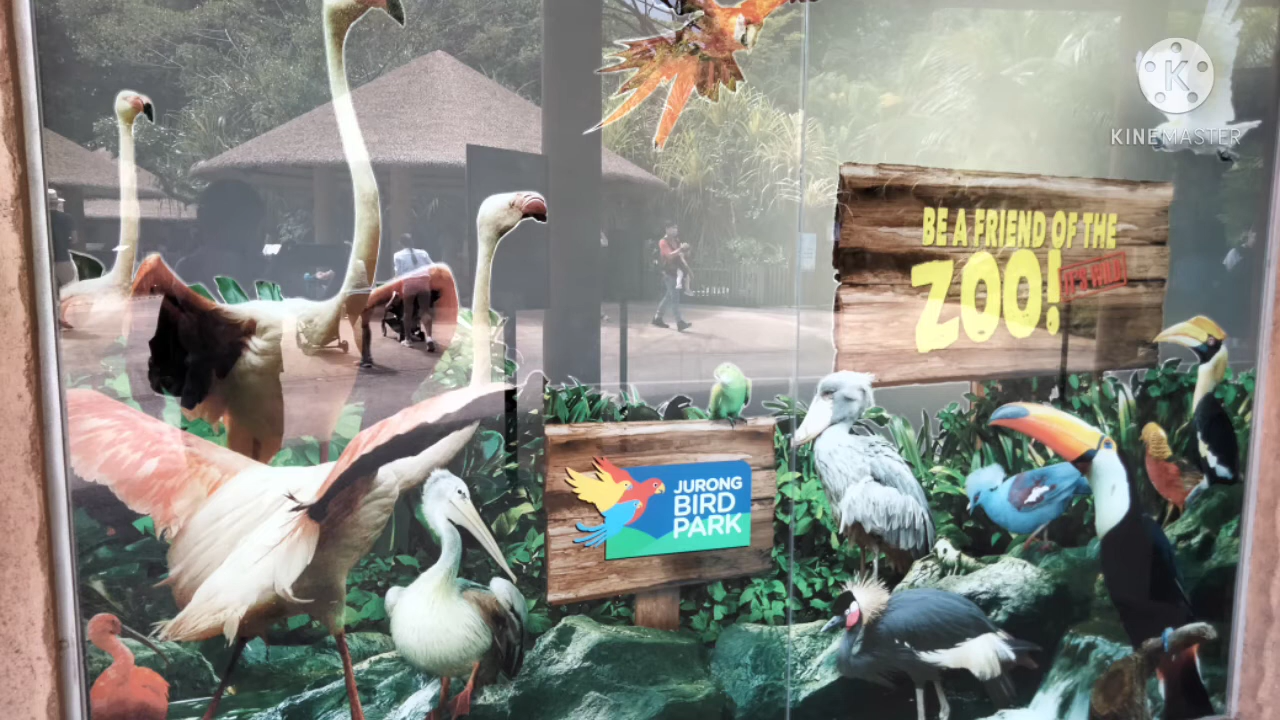 K
KINEMASTER
BE A FRIEND OF THE
ZOO!
IT'S WILD!
JURONG
BIRD
PARK